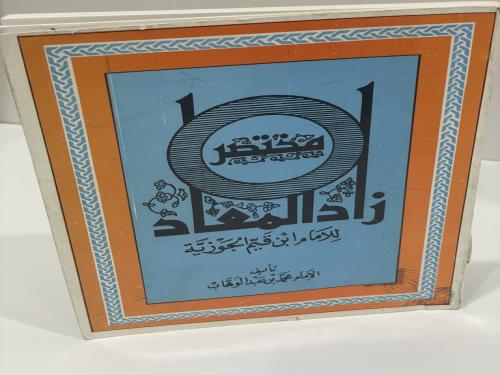 مختصر
زاد المعاد
للإمام ابن قيم الجوزية
تأليف
الإمام محمد بن عبد الوهاب